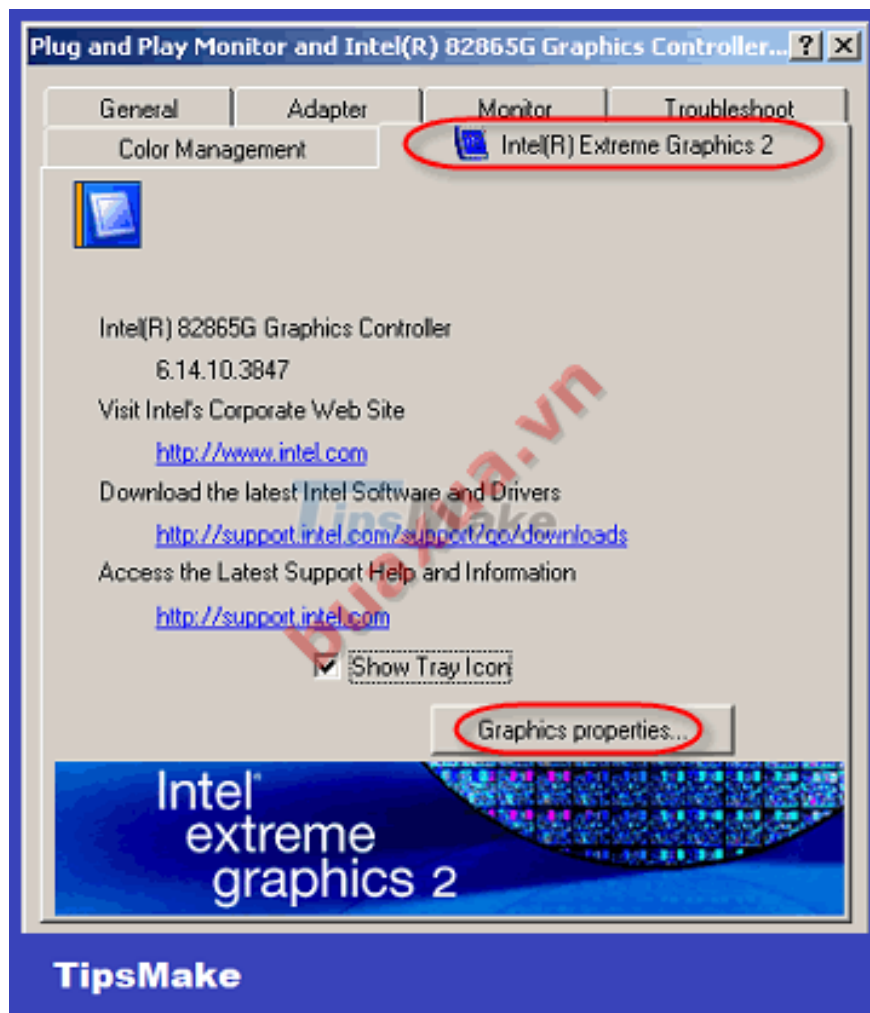 Plug and Play Monitor and Intel(R) 82865G Graphics Controller...
General Adapter Monitor Troubleshoot
Color Management Intel(R) Extreme Graphics 2
Intel(R) 82865G Graphics Controller
6.14.10.3847
Visit Intel's Corporate Web Site
http://www.intel.com
Download the latest Intel Software and Drivers
http://support.intel.com/support/go/downloads
TipsMake
buaxua.vn
Access the Latest Support Help and Information
http://support.intel.com
Show Tray Icon
Graphics properties...
Intel®
extreme
graphics 2
TipsMake